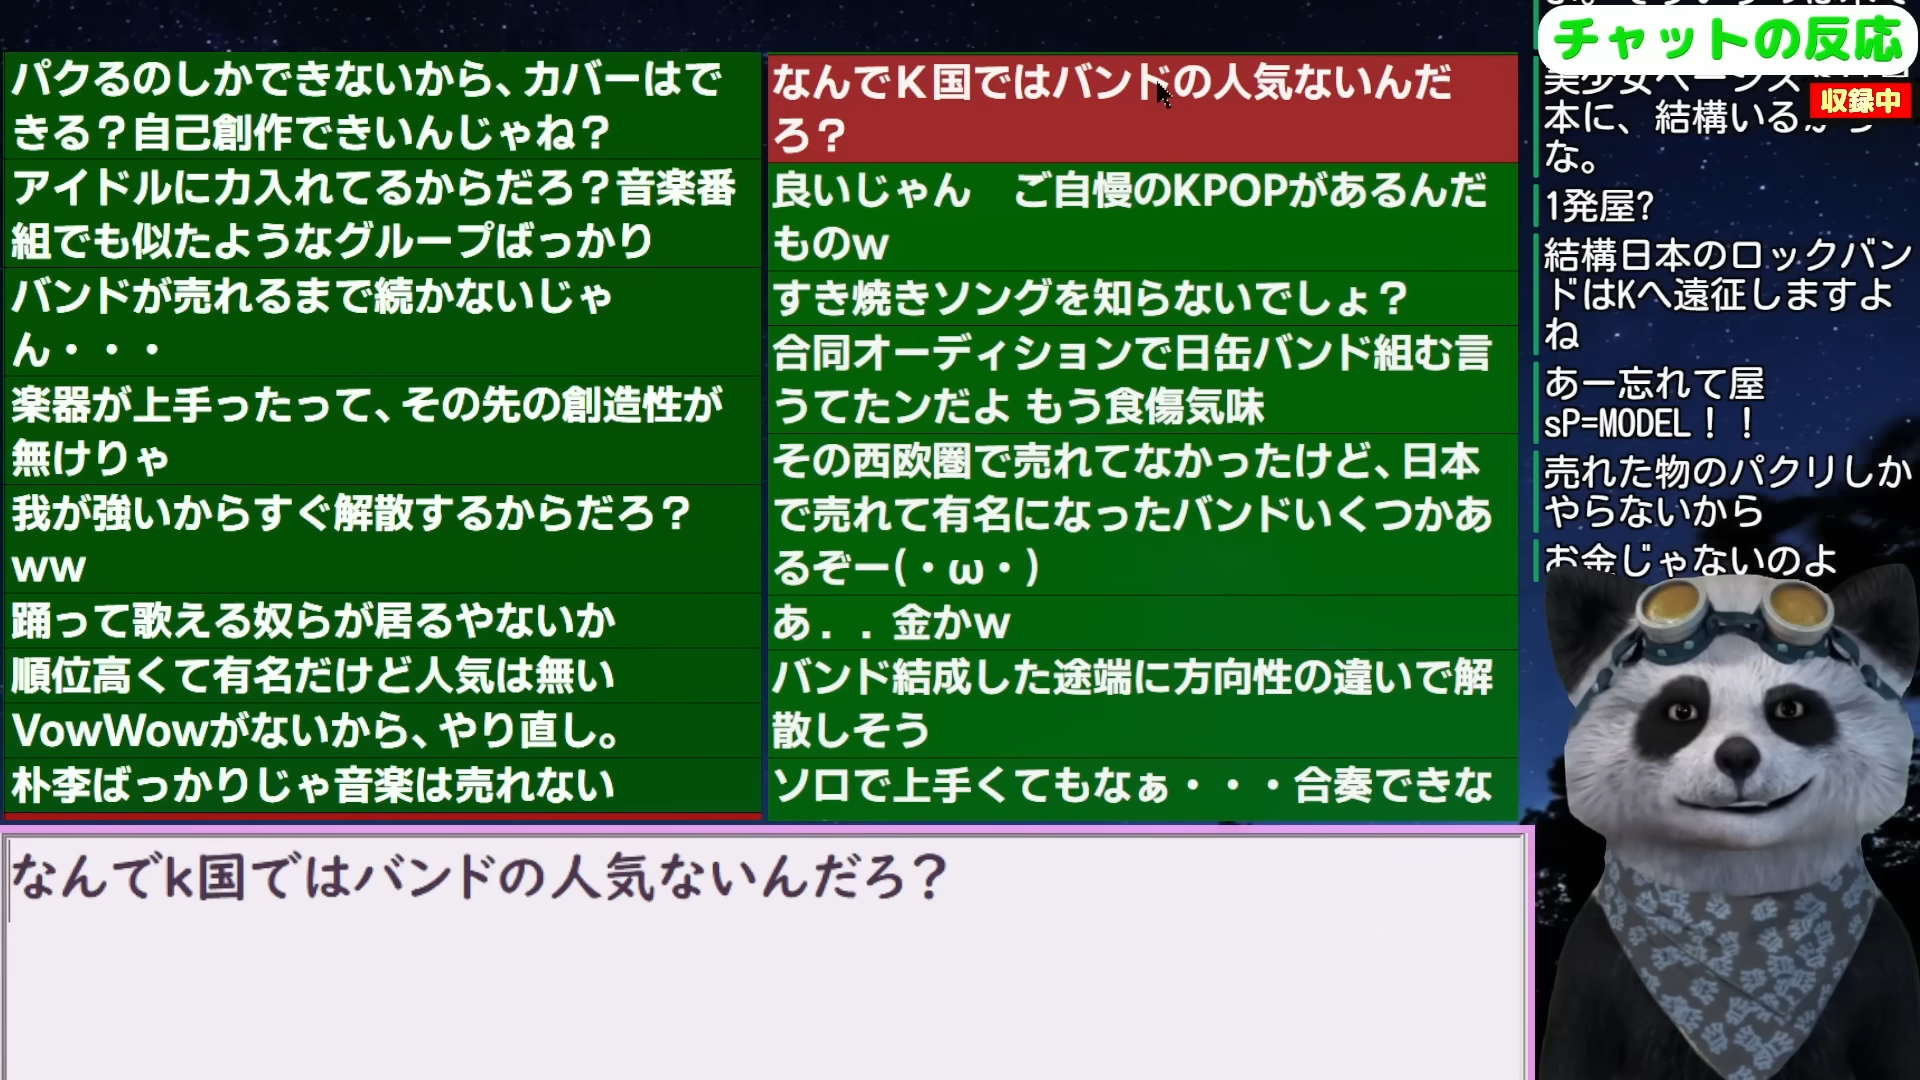 パクるのしかできないから、カバーはで
きる？自己創作できいんじゃね？
アイドルに力入れてるからだろ？音楽番
組でも似たようなグループばっかり
バンドが売れるまで続かないじゃ
ん・・・
楽器が上手ったって、その先の創造性が
無けりゃ
我が強いからすぐ解散するからだろ？
ww
踊って歌える奴らが居るやないか
順位高くて有名だけど人気は無い
VowWowがないから、やり直し。
朴李ばっかりじゃ音楽は売れない
なんでK国ではバンドの人気ないんだ
ろ？
良いじゃん　ご自慢のKPOPがあるんだ
ものw
すき焼きソングを知らないでしょ？
合同オーディションで日缶バンド組む言
うてたンだよ もう食傷気味
その西欧圏で売れてなかったけど、日本
で売れて有名になったバンドいくつかあ
るぞー(・ω・)
あ．．金かw
バンド結成した途端に方向性の違いで解
散しそう
ソロで上手くてもなぁ・・・合奏できな
チャットの反応
収録中
本に、結構いるから
な。
1発屋?
結構日本のロックバン
ドはKへ遠征しますよ
ね
あー忘れて屋
sP=MODEL！！
売れた物のパクリしか
やらないから
お金じゃないのよ
なんでk国ではバンドの人気ないんだろ？